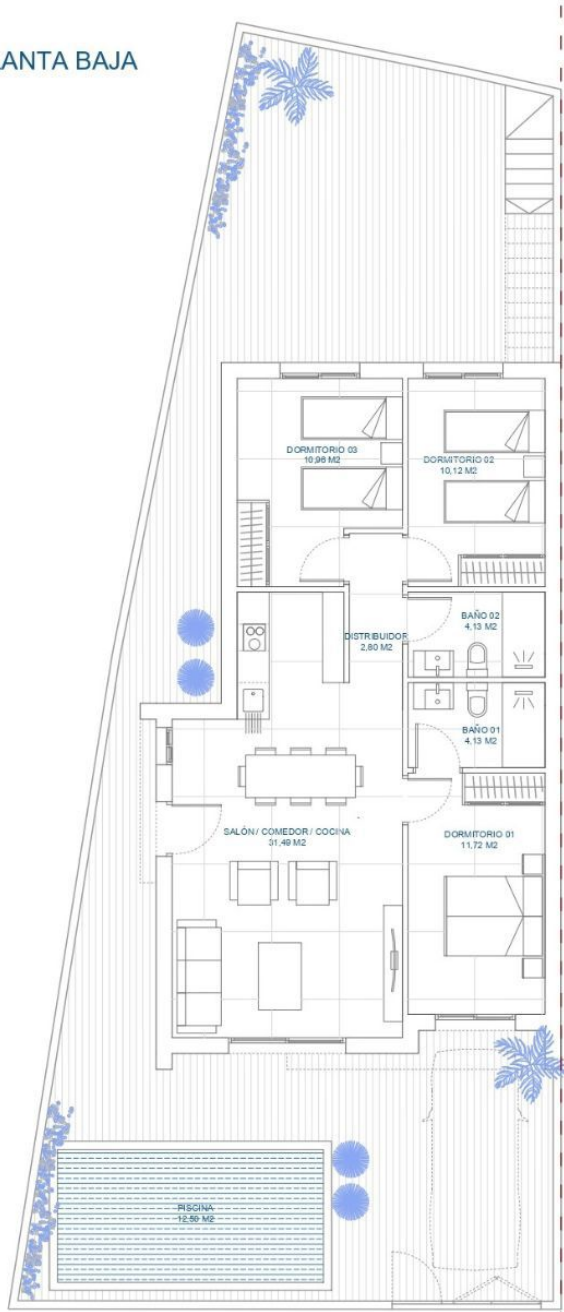 ANTA BAJA
DORMITORIO 03
10,96 M2
DORMITORIO 02
10,12 M2
BAÑO 02
4,13 M2
DISTRIBUIDOR
2,80 M2
BAÑO 01
4,13 M2
SALÓN / COMEDOR / COCINA
31,49 M2
DORMITORIO 01
11,72 M2
PISCINA
12,50 M2